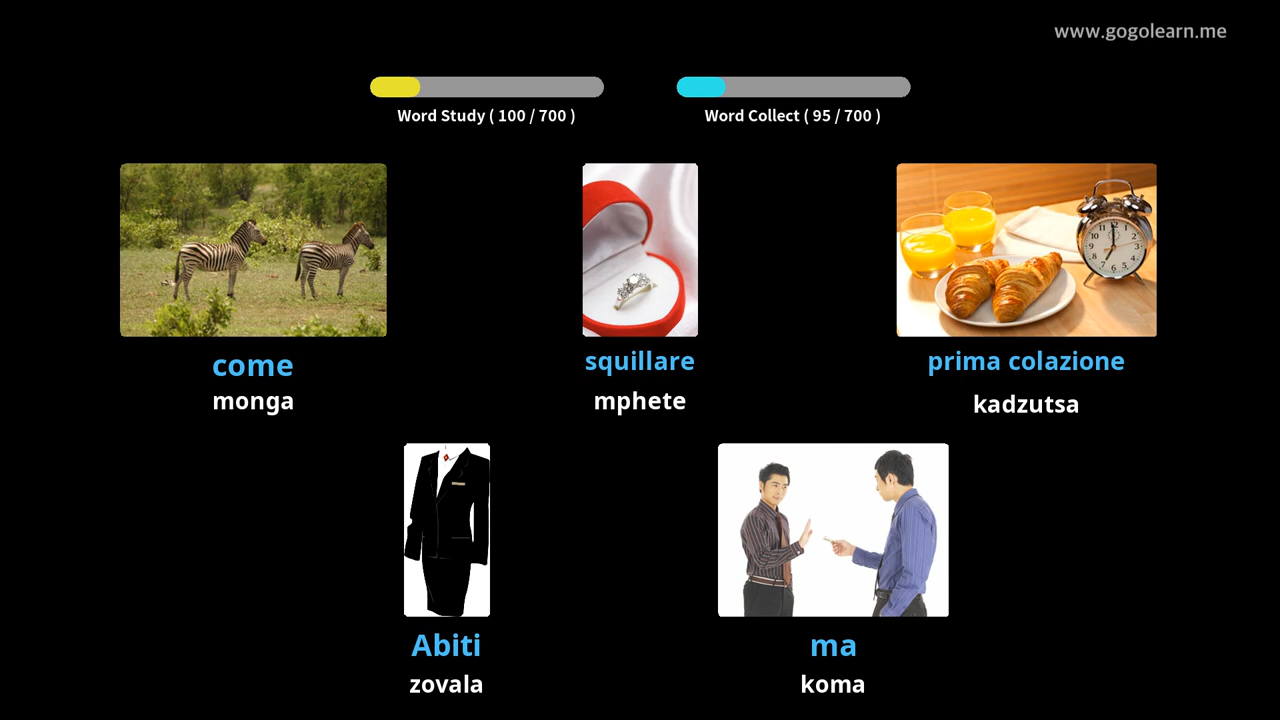 www.gogolearn.me
Word Study ( 100 / 700 )
Word Collect ( 95 / 700 )
come
monga
squillare
mphete
prima colazione
kadzutsa
Abiti
zovala
ma
koma